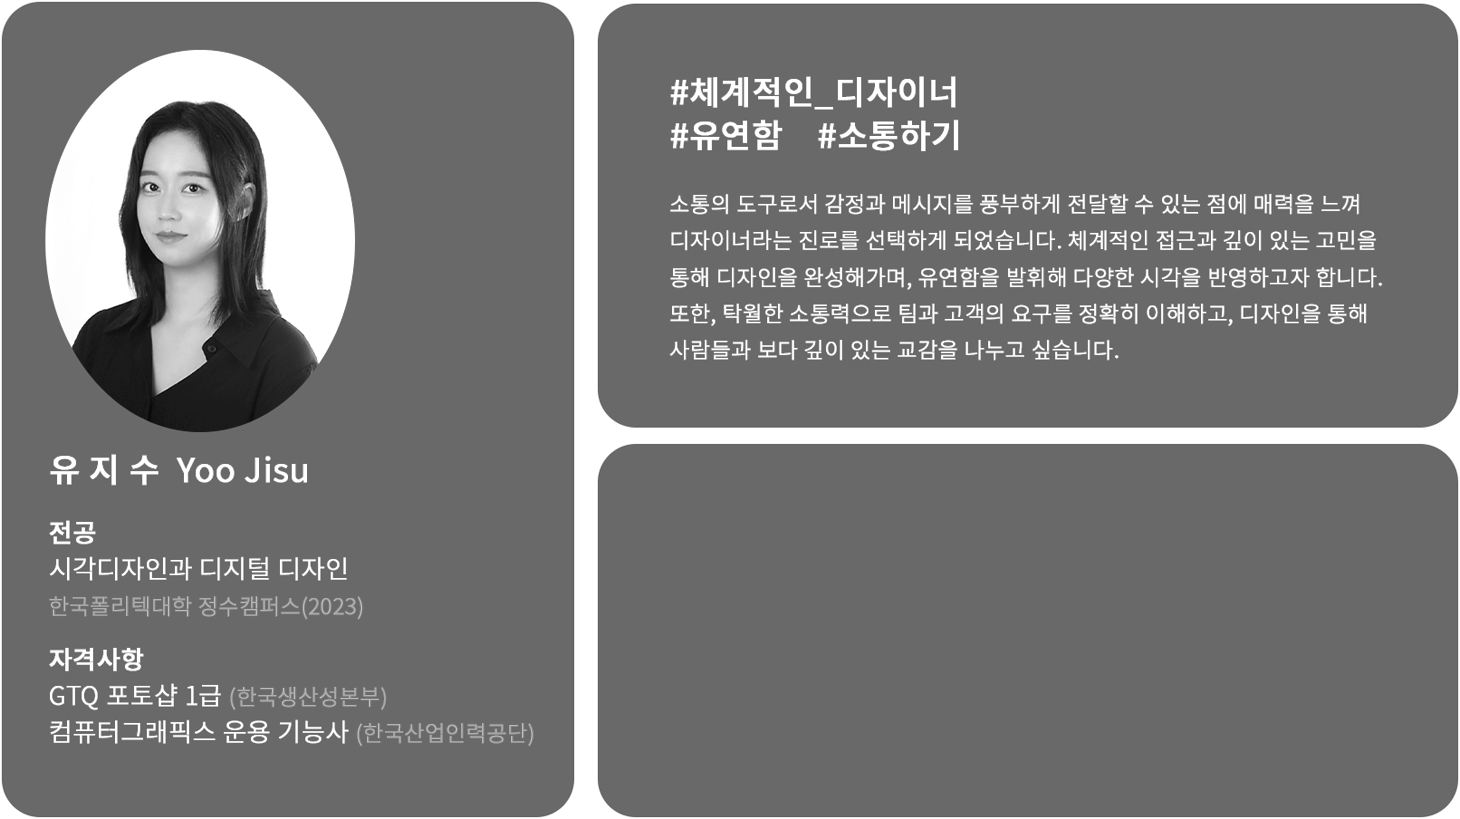 유 지 수 Yoo Jisu
전공
시각디자인과 디지털 디자인
한국폴리텍대학 정수캠퍼스(2023)
자격사항
GTQ 포토샵 1급 (한국생산성본부)
컴퓨터그래픽스 운용 기능사 (한국산업인력공단)
#체계적인_디자이너
#유연함 #소통하기
소통의 도구로서 감정과 메시지를 풍부하게 전달할 수 있는 점에 매력을 느껴
디자이너라는 진로를 선택하게 되었습니다. 체계적인 접근과 깊이 있는 고민을
통해 디자인을 완성해가며, 유연함을 발휘해 다양한 시각을 반영하고자 합니다.
또한, 탁월한 소통력으로 팀과 고객의 요구를 정확히 이해하고, 디자인을 통해
사람들과 보다 깊이 있는 교감을 나누고 싶습니다.